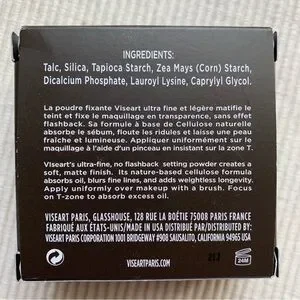 INGREDIENTS:
Talc, Silica, Tapioca Starch, Zea Mays (Corn) Starch,
Dicalcium Phosphate, Lauroyl Lysine, Caprylyl Glycol.
La poudre fixante Viseart ultra fine et légère matifie le
teint et fixe le maquillage en transparence, sans effet
flashback. Sa formule à base de Cellulose naturelle
absorbe le sébum, floute les ridules et laisse une peau
fraîche et lumineuse. Appliquer uniformément sur le
maquillage à l'aide d'un pinceau en insistant sur la zone T.
Viseart's ultra-fine, no flashback setting powder creates a
soft, matte finish. Its nature-based cellulose formula
absorbs oil, blurs fine lines, and adds weightless longevity.
Apply uniformly over makeup with a brush. Focus
on T-zone to absorb excess oil.
VISEART PARIS, GLASSHOUSE, 128 RUE LA BOÉTIE 75008 PARIS FRANCE
FABRIQUÉ AUX ÉTATS-UNIS/MADE IN USA DISTRIBUÉ PAR/DISTRIBUTED BY:
VISEART PARIS CORPORATION 1001 BRIDGEWAY #908 SAUSALITO, CALIFORNIA 94965 USA
VISEARTPARIS.COM
24M